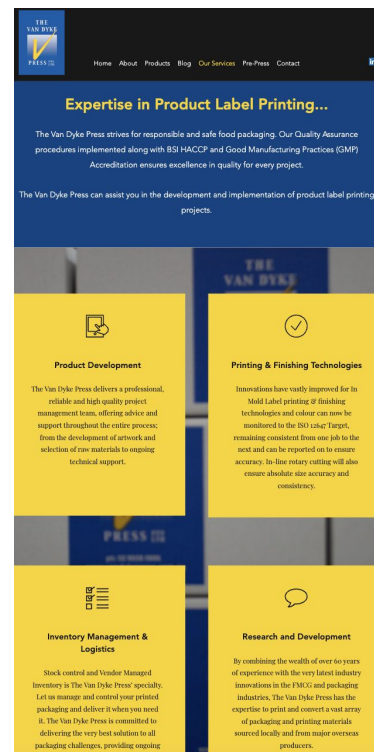 THE
VAN DYKE
PRESS
Home About Products Blog Our Services Pre-Press Contact
in
Expertise in Product Label Printing...
The Van Dyke Press strives for responsible and safe food packaging. Our Quality Assurance
procedures implemented along with BSI HACCP and Good Manufacturing Practices (GMP)
Accreditation ensures excellence in quality for every project.
The Van Dyke Press can assist you in the development and implementation of product label printing
projects.
THE
VAN DYKE
Product Development
The Van Dyke Press delivers a professional,
reliable and high quality project
management team, offering advice and
support throughout the entire process;
from the development of artwork and
selection of raw materials to ongoing
technical support.
Printing & Finishing Technologies
Innovations have vastly improved for In
Mold Label printing & finishing
technologies and colour can now be
monitored to the ISO 12647 Target,
remaining consistent from one job to the
next and can be reported on to ensure
accuracy. In-line rotary cutting will also
ensure absolute size accuracy and
consistency.
PRESS
Inventory Management &
Logistics
Stock control and Vendor Managed
Inventory is The Van Dyke Press' specialty.
Let us manage and control your printed
packaging and deliver it when you need
it. The Van Dyke Press is committed to
delivering the very best solution to all
packaging challenges, providing ongoing
Research and Development
By combining the wealth of over 60 years
of experience with the very latest industry
innovations in the FMCG and packaging
industries, The Van Dyke Press has the
expertise to print and convert a vast array
of packaging and printing materials
sourced locally and from major overseas
producers.